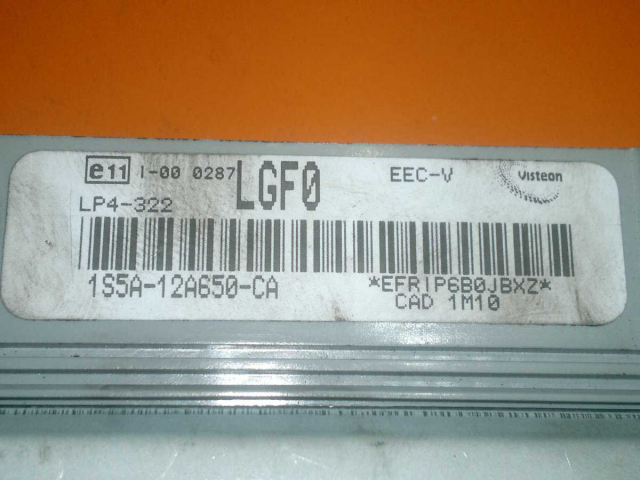 e11 I-00 0287 LGF0 EEC-V Visteon
LP4-322
1S5A-12A650-CA *EFRIP6B0JBXZ*
CAD 1M10